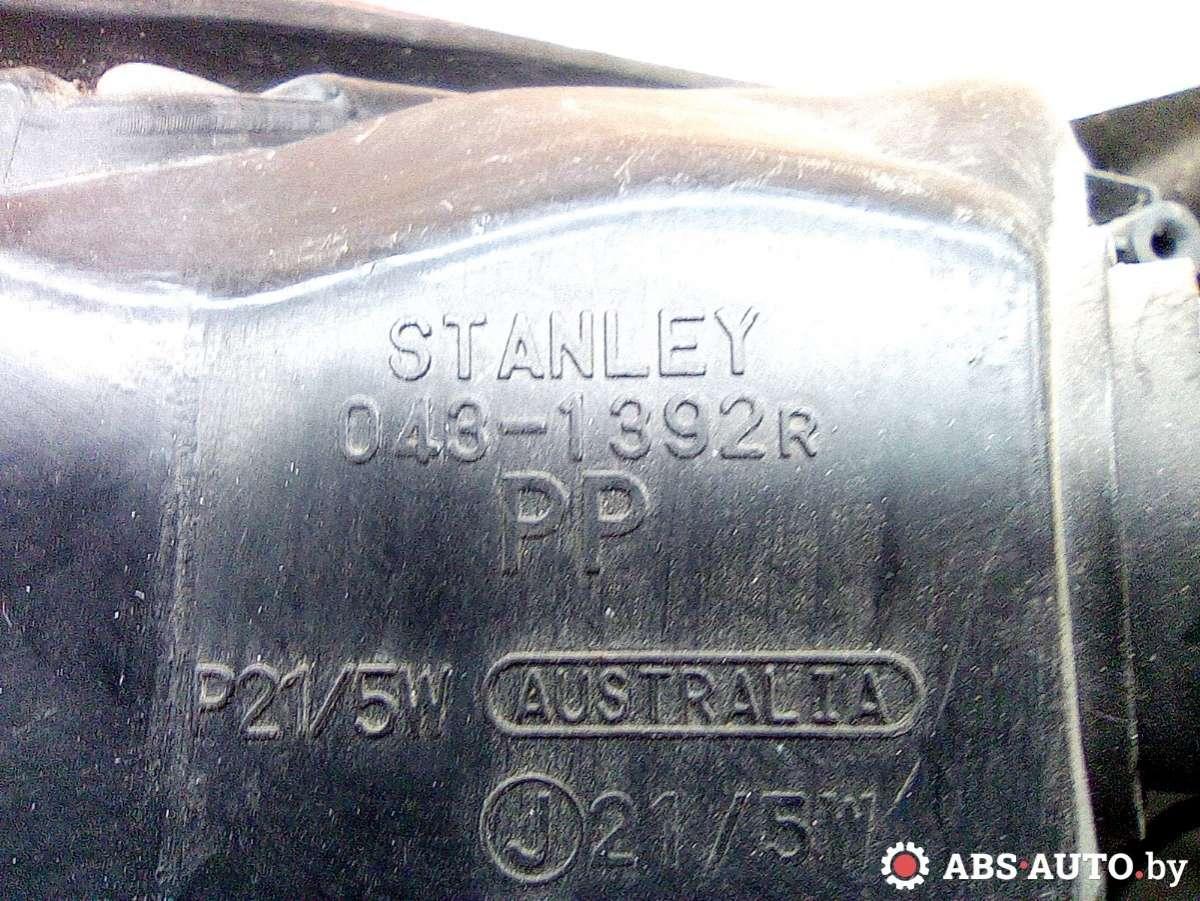 STANLEY
043-1392R
PP
P21/5W AUSTRALIA
J 21/5W
ABS·AUTO.by